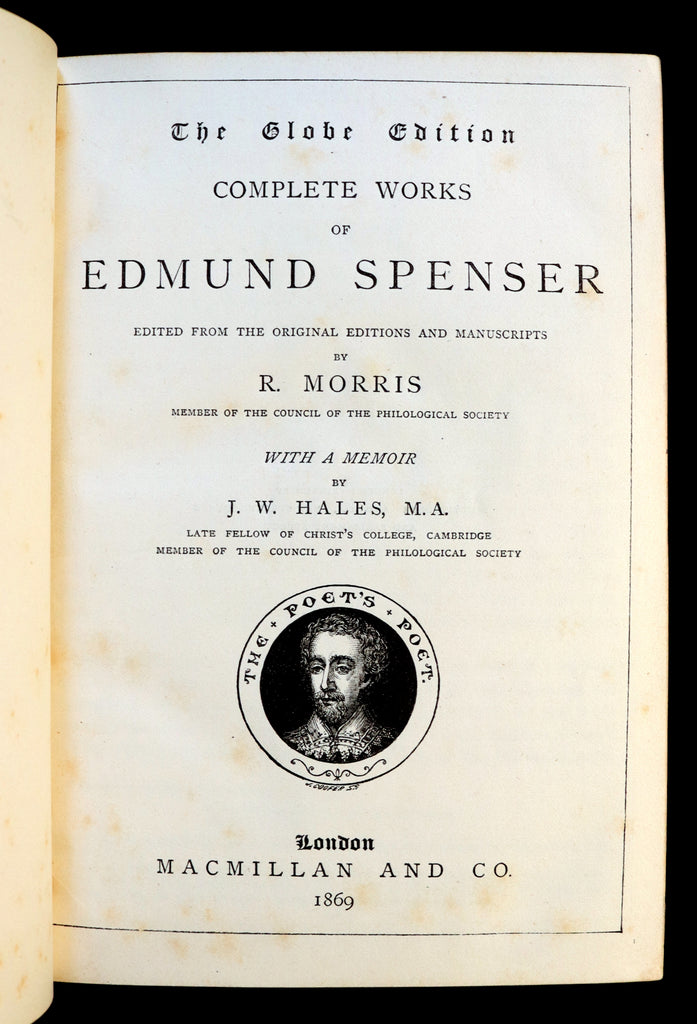 The Globe Edition
COMPLETE WORKS
OF
EDMUND SPENSER
EDITED FROM THE ORIGINAL EDITIONS AND MANUSCRIPTS
BY
R. MORRIS
MEMBER OF THE COUNCIL OF THE PHILOLOGICAL SOCIETY
WITH A MEMOIR
BY
J. W. HALES, M.A.
LATE FELLOW OF CHRIST'S COLLEGE, CAMBRIDGE
MEMBER OF THE COUNCIL OF THE PHILOLOGICAL SOCIETY
THE + POET'S + POET.
London
MACMILLAN AND CO.
1869